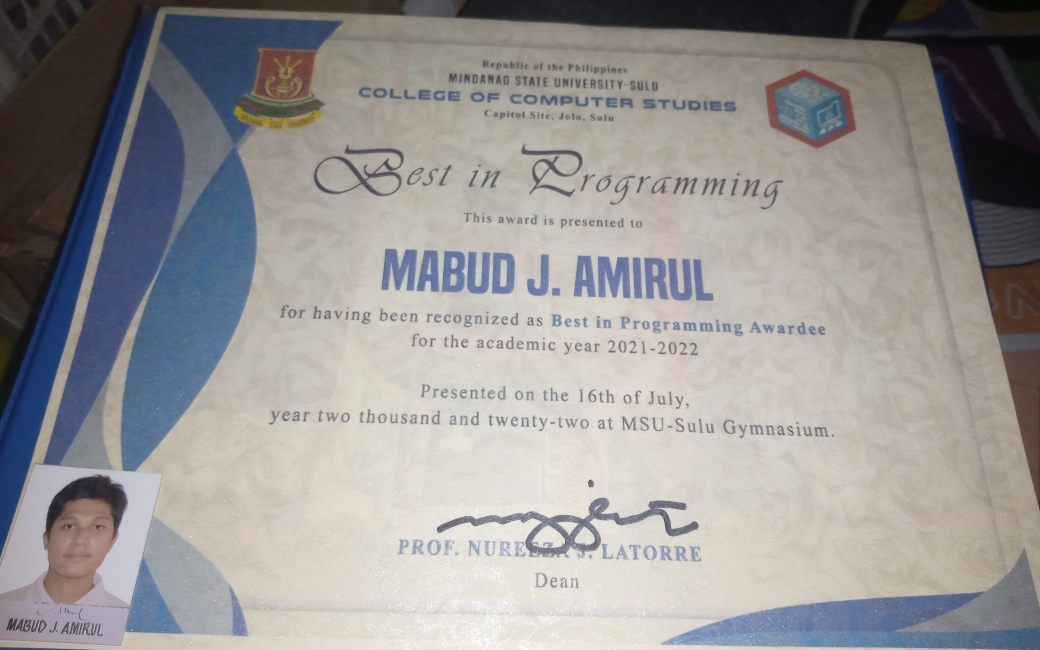 Republic of the Philippines
MINDANAO STATE UNIVERSITY-SULU
COLLEGE OF COMPUTER STUDIES
Capitol Site, Jolo, Sulu
Best in Programming
This award is presented to
MABUD J. AMIRUL
for having been recognized as Best in Programming Awardee
for the academic year 2021-2022
Presented on the 16th of July,
year two thousand and twenty-two at MSU-Sulu Gymnasium.
PROF. NUREEZA J. LATORRE
Dean
MABUD J. AMIRUL